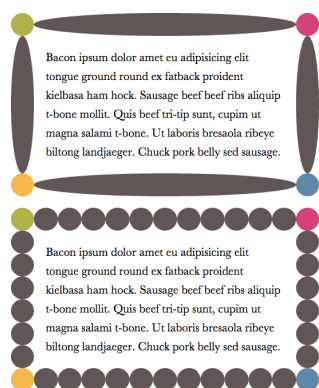 Bacon ipsum dolor amet eu adipisicing elit
tongue ground round ex fatback proident
kielbasa ham hock. Sausage beef beef ribs aliquip
t-bone mollit. Quis beef tri-tip sunt, cupim ut
magna salami t-bone. Ut laboris bresaola ribeye
biltong landjaeger. Chuck pork belly sed sausage.
Bacon ipsum dolor amet eu adipisicing elit
tongue ground round ex fatback proident
kielbasa ham hock. Sausage beef beef ribs aliquip
t-bone mollit. Quis beef tri-tip sunt, cupim ut
magna salami t-bone. Ut laboris bresaola ribeye
biltong landjaeger. Chuck pork belly sed sausage.